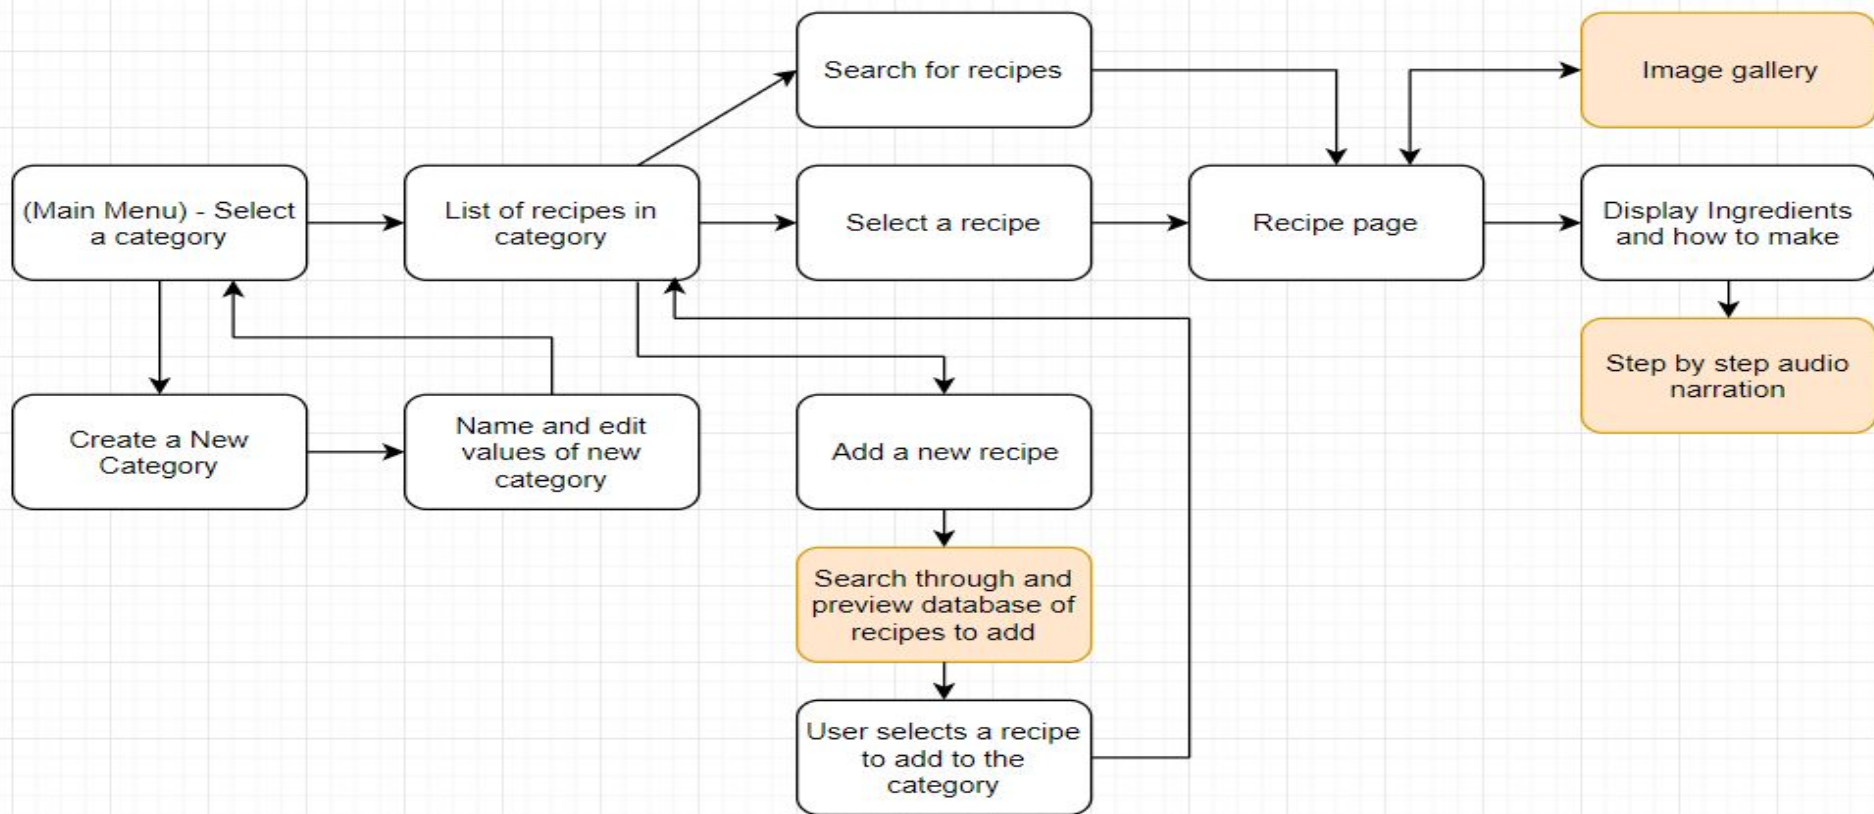 Search for recipes
Image gallery
(Main Menu) - Select
a category
List of recipes in
category
Select a recipe
Recipe page
Display Ingredients
and how to make
Step by step audio
narration
Create a New
Category
Name and edit
values of new
category
Add a new recipe
Search through and
preview database of
recipes to add
User selects a recipe
to add to the
category